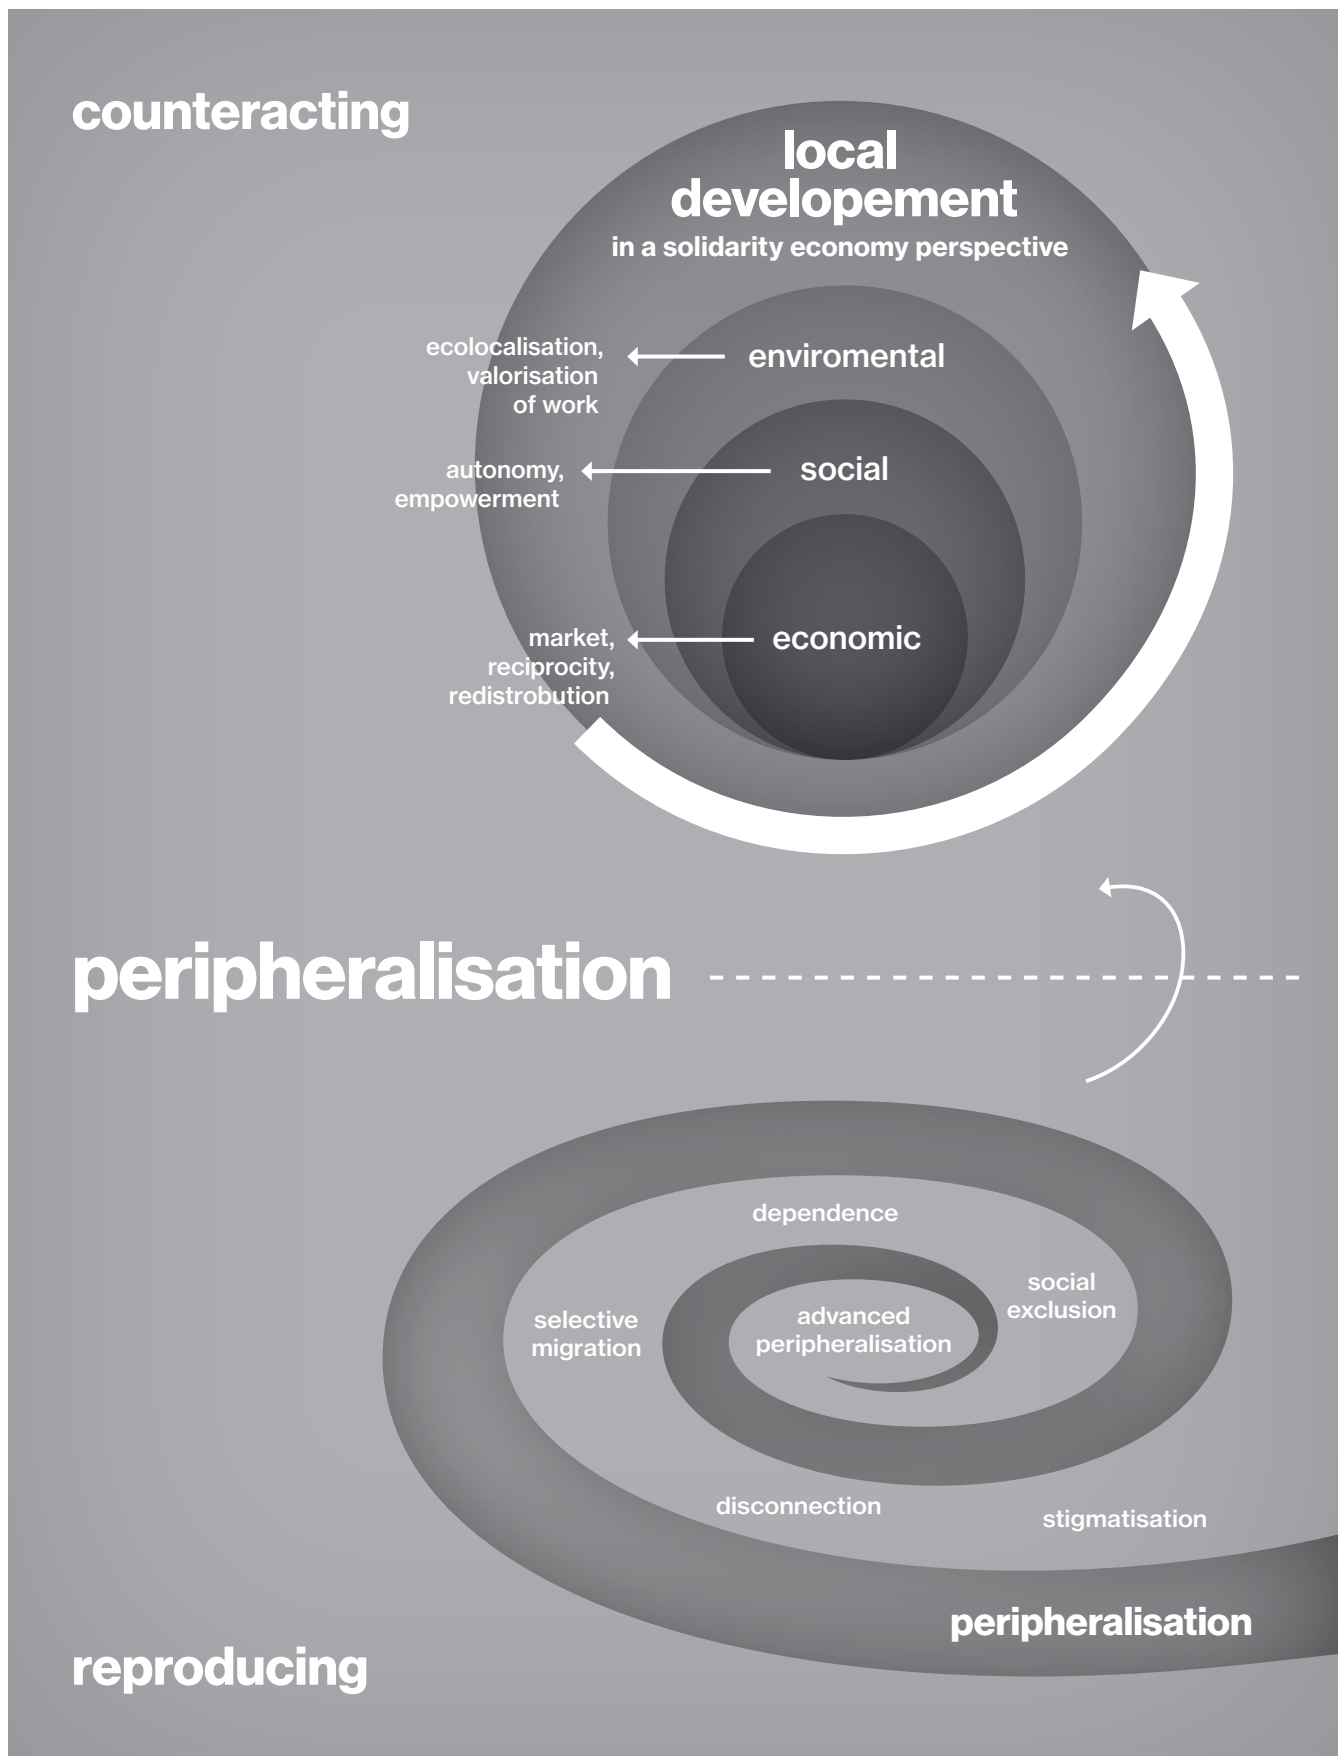 counteracting
local
developement
in a solidarity economy perspective
ecolocalisation,
valorisation
of work
enviromental
autonomy,
empowerment
social
market,
reciprocity,
redistrobution
economic
peripheralisation
dependence
social
exclusion
selective
migration
advanced
peripheralisation
disconnection
stigmatisation
peripheralisation
reproducing